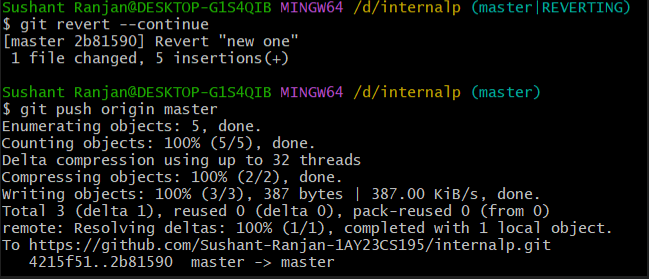 Sushant Ranjan@DESKTOP-G1S4QIB MINGW64 /d/internalp (master|REVERTING)
$ git revert --continue
[master 2b81590] Revert "new one"
 1 file changed, 5 insertions(+)

Sushant Ranjan@DESKTOP-G1S4QIB MINGW64 /d/internalp (master)
$ git push origin master
Enumerating objects: 5, done.
Counting objects: 100% (5/5), done.
Delta compression using up to 32 threads
Compressing objects: 100% (2/2), done.
Writing objects: 100% (3/3), 387 bytes | 387.00 KiB/s, done.
Total 3 (delta 1), reused 0 (delta 0), pack-reused 0 (from 0)
remote: Resolving deltas: 100% (1/1), completed with 1 local object.
To https://github.com/Sushant-Ranjan-1AY23CS195/internalp.git
   4215f51..2b81590  master -> master